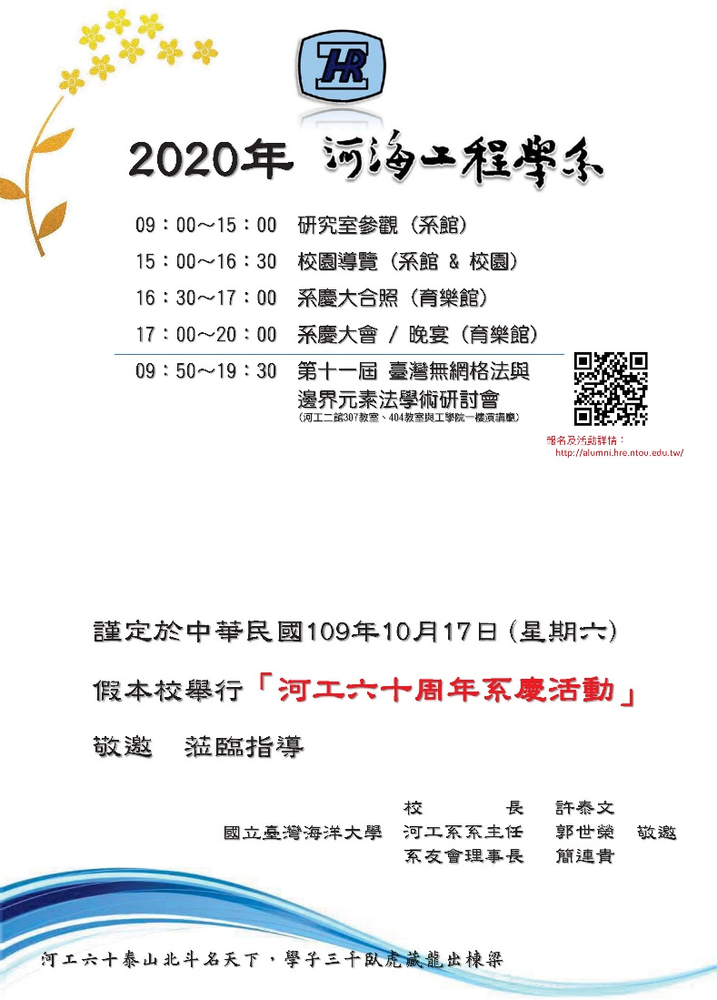 HR
2020年 河海工程學系
09：00～15：00 研究室參觀 (系館)
15：00～16：30 校園導覽 (系館 & 校園)
16：30～17：00 系慶大合照 (育樂館)
17：00～20：00 系慶大會 / 晚宴 (育樂館)
09：50～19：30 第十一屆 臺灣無網格法與
邊界元素法學術研討會
(河工二館307教室、404教室與工學院一樓演講廳)
報名及活動詳情：
http://alumni.hre.ntou.edu.tw/
謹定於中華民國109年10月17日 (星期六)
假本校舉行「河工六十周年系慶活動」
敬邀 蒞臨指導
校 長 許泰文
國立臺灣海洋大學 河工系系主任 郭世榮 敬邀
系友會理事長 簡連貴
河工六十泰山北斗名天下，學子三千臥虎藏龍出棟梁